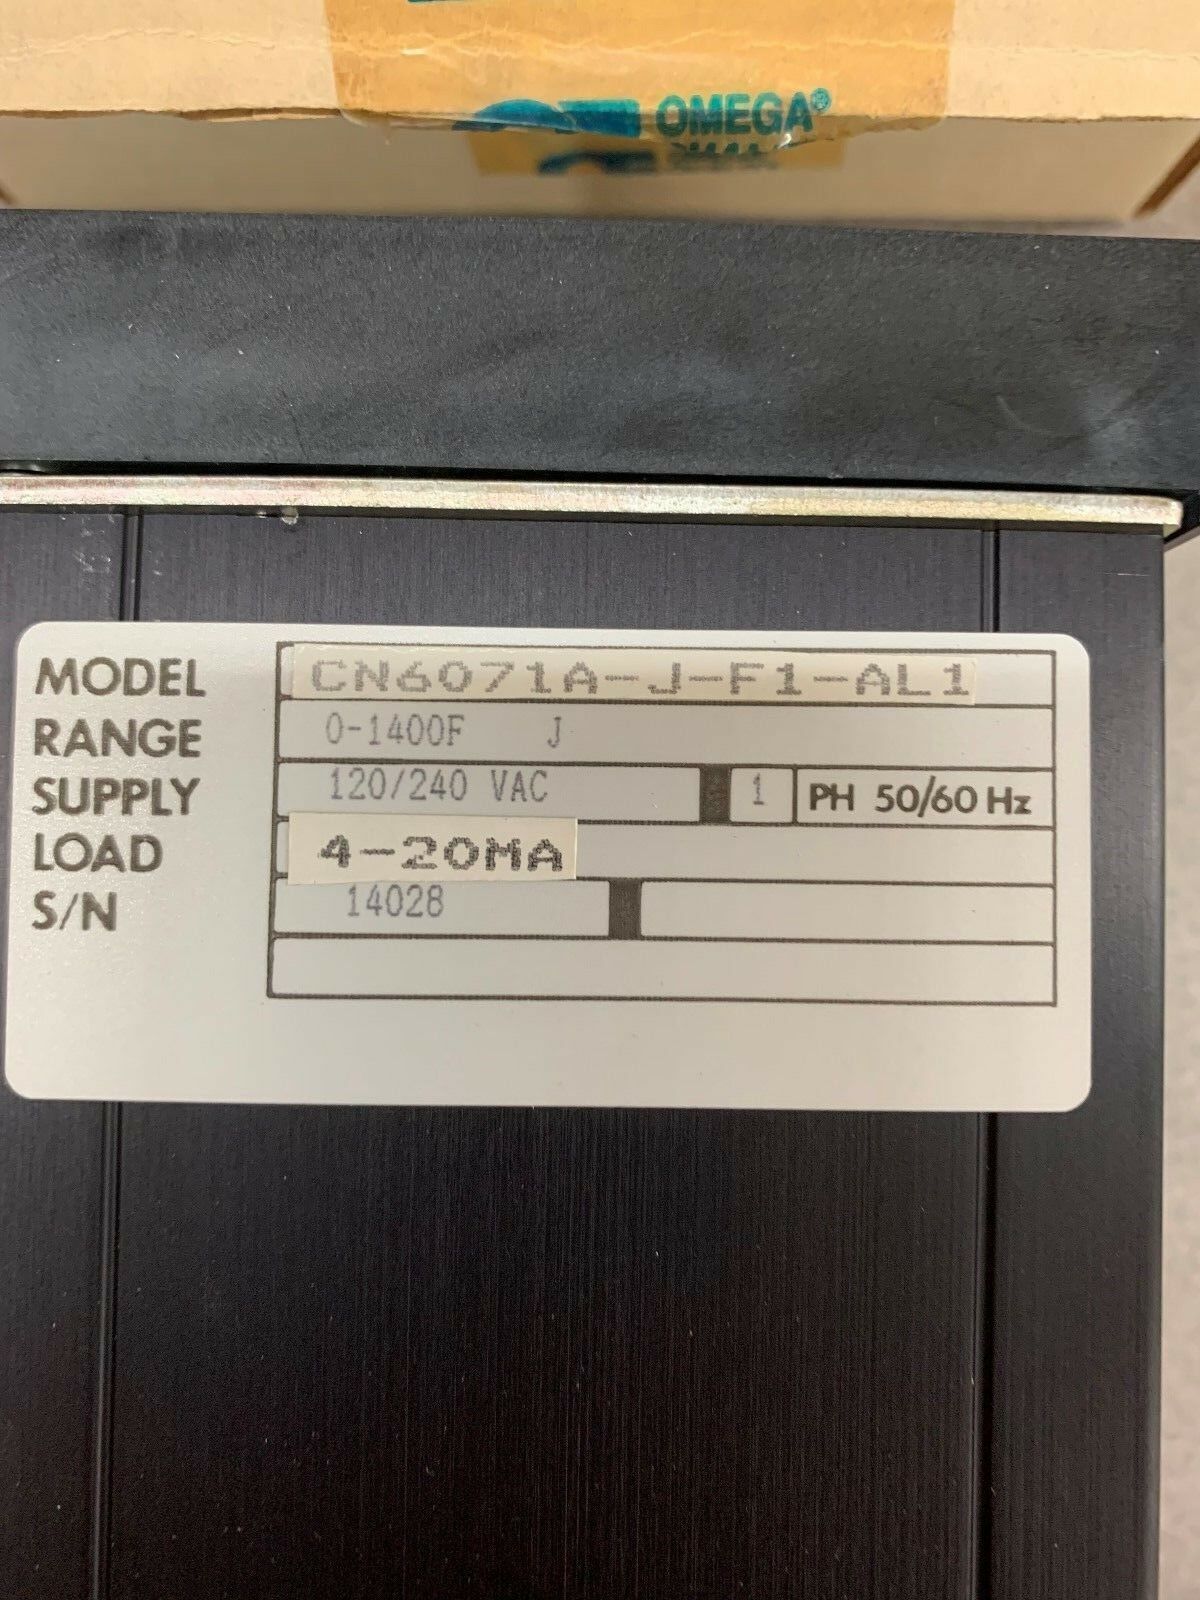 OMEGA®
MODEL CN6071A-J-F1-AL1
RANGE 0-1400F J
SUPPLY 120/240 VAC 1 PH 50/60 Hz
LOAD 4-20MA
S/N 14028